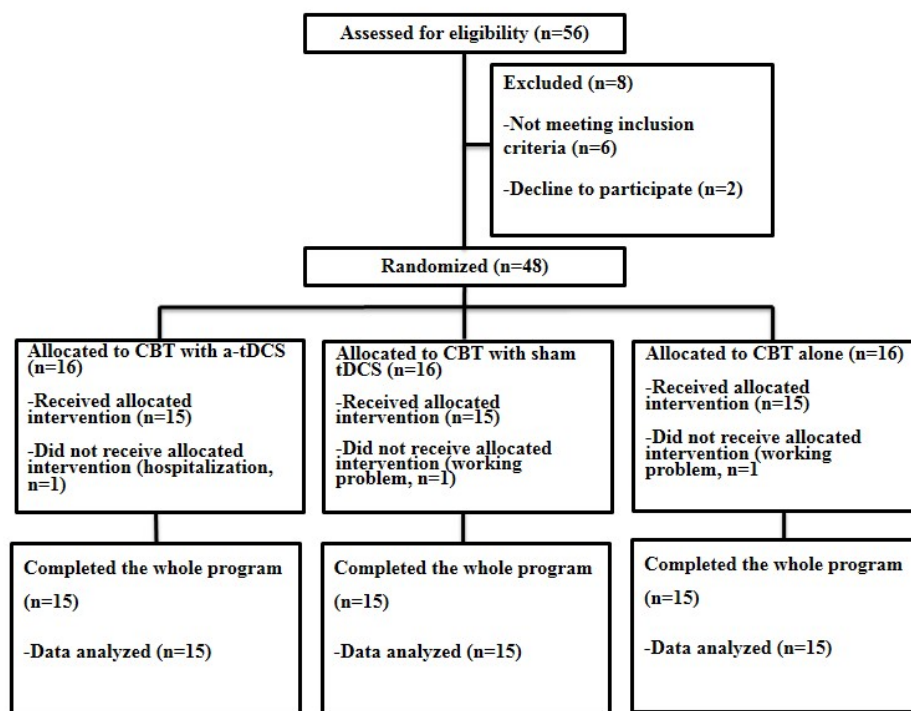 Assessed for eligibility (n=56)
Excluded (n=8)
-Not meeting inclusion
criteria (n=6)
-Decline to participate (n=2)
Randomized (n=48)
Allocated to CBT with a-tDCS
(n=16)
-Received allocated
intervention (n=15)
-Did not receive allocated
intervention (hospitalization,
n=1)
Allocated to CBT with sham
tDCS (n=16)
-Received allocated
intervention (n=15)
-Did not receive allocated
intervention (working
problem, n=1)
Allocated to CBT alone (n=16)
-Received allocated
intervention (n=15)
-Did not receive allocated
intervention (working
problem, n=1
Completed the whole program
(n=15)
-Data analyzed (n=15)
Completed the whole program
(n=15)
-Data analyzed (n=15)
Completed the whole program
(n=15)
-Data analyzed (n=15)